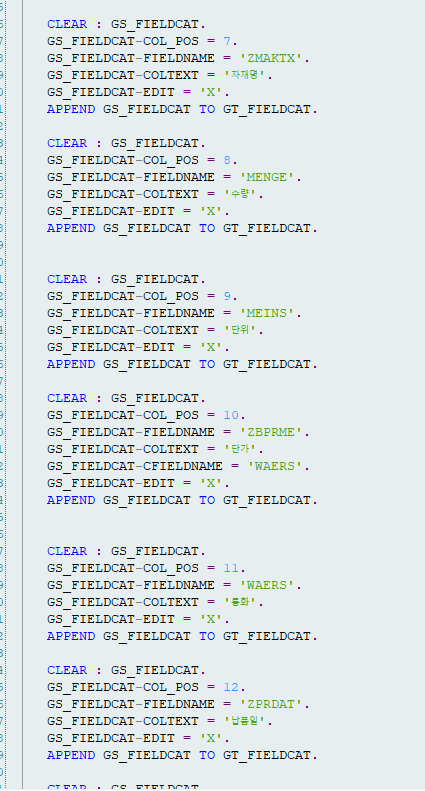 CLEAR : GS_FIELDCAT.
GS_FIELDCAT-COL_POS = 7.
GS_FIELDCAT-FIELDNAME = 'ZMAKTX'.
GS_FIELDCAT-COLTEXT = '자재명'.
GS_FIELDCAT-EDIT = 'X'.
APPEND GS_FIELDCAT TO GT_FIELDCAT.
CLEAR : GS_FIELDCAT.
GS_FIELDCAT-COL_POS = 8.
GS_FIELDCAT-FIELDNAME = 'MENGE'.
GS_FIELDCAT-COLTEXT = '수량'.
GS_FIELDCAT-EDIT = 'X'.
APPEND GS_FIELDCAT TO GT_FIELDCAT.
CLEAR : GS_FIELDCAT.
GS_FIELDCAT-COL_POS = 9.
GS_FIELDCAT-FIELDNAME = 'MEINS'.
GS_FIELDCAT-COLTEXT = '단위'.
GS_FIELDCAT-EDIT = 'X'.
APPEND GS_FIELDCAT TO GT_FIELDCAT.
CLEAR : GS_FIELDCAT.
GS_FIELDCAT-COL_POS = 10.
GS_FIELDCAT-FIELDNAME = 'ZBPRME'.
GS_FIELDCAT-COLTEXT = '단가'.
GS_FIELDCAT-CFIELDNAME = 'WAERS'.
GS_FIELDCAT-EDIT = 'X'.
APPEND GS_FIELDCAT TO GT_FIELDCAT.
CLEAR : GS_FIELDCAT.
GS_FIELDCAT-COL_POS = 11.
GS_FIELDCAT-FIELDNAME = 'WAERS'.
GS_FIELDCAT-COLTEXT = '통화'.
GS_FIELDCAT-EDIT = 'X'.
APPEND GS_FIELDCAT TO GT_FIELDCAT.
CLEAR : GS_FIELDCAT.
GS_FIELDCAT-COL_POS = 12.
GS_FIELDCAT-FIELDNAME = 'ZPRDAT'.
GS_FIELDCAT-COLTEXT = '납품일'.
GS_FIELDCAT-EDIT = 'X'.
APPEND GS_FIELDCAT TO GT_FIELDCAT.
CLEAR : GS_FIELDCAT.